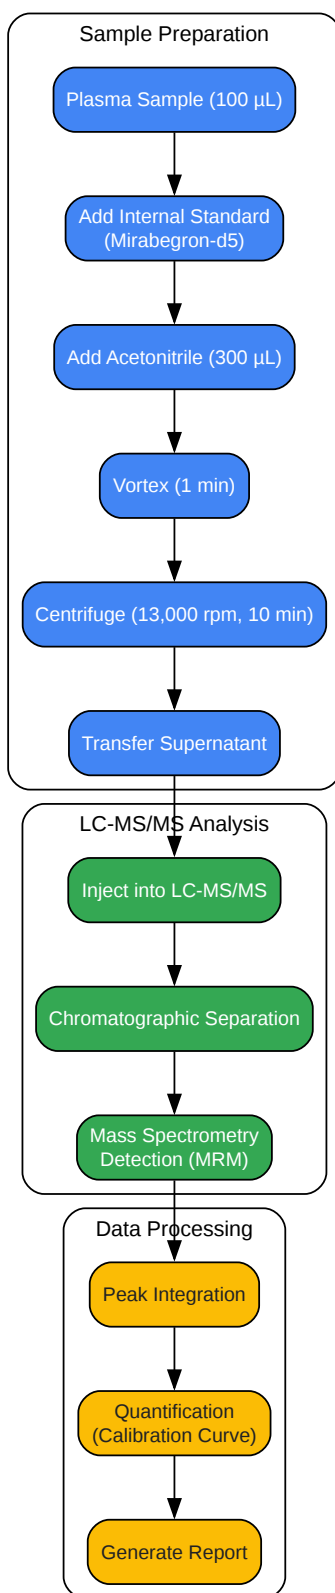 Sample Preparation
Plasma Sample (100 µL)
Add Internal Standard
(Mirabegron-d5)
Add Acetonitrile (300 µL)
Vortex (1 min)
Centrifuge (13,000 rpm, 10 min)
Transfer Supernatant
LC-MS/MS Analysis
Inject into LC-MS/MS
Chromatographic Separation
Mass Spectrometry
Detection (MRM)
Data Processing
Peak Integration
Quantification
(Calibration Curve)
Generate Report